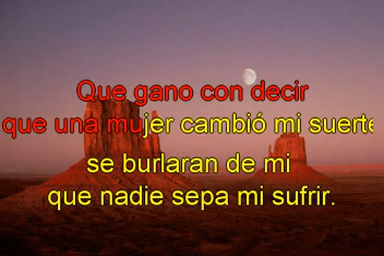 Que gano con decir
que una mujer cambió mi suerte
se burlaran de mi
que nadie sepa mi sufrir.